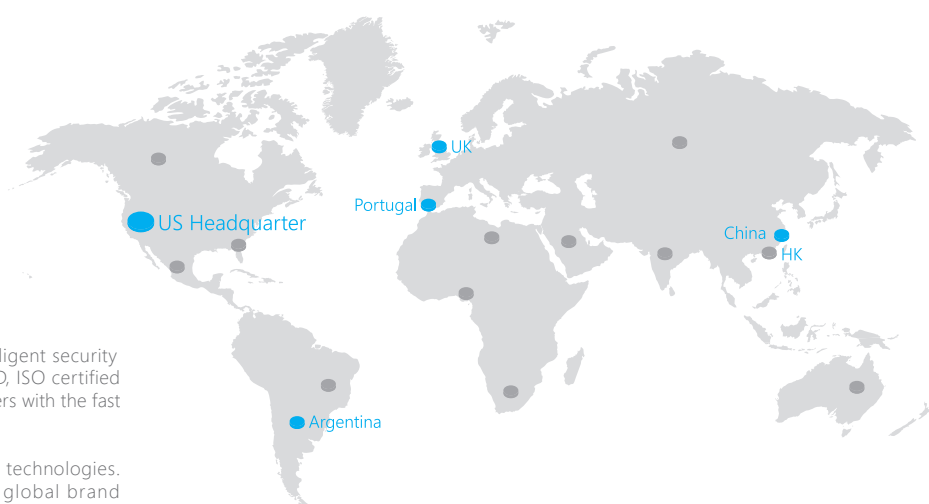 UK
Portugal
US Headquarter
China
HK
ligent security
, ISO certified
ers with the fast
Argentina
technologies.
global brand